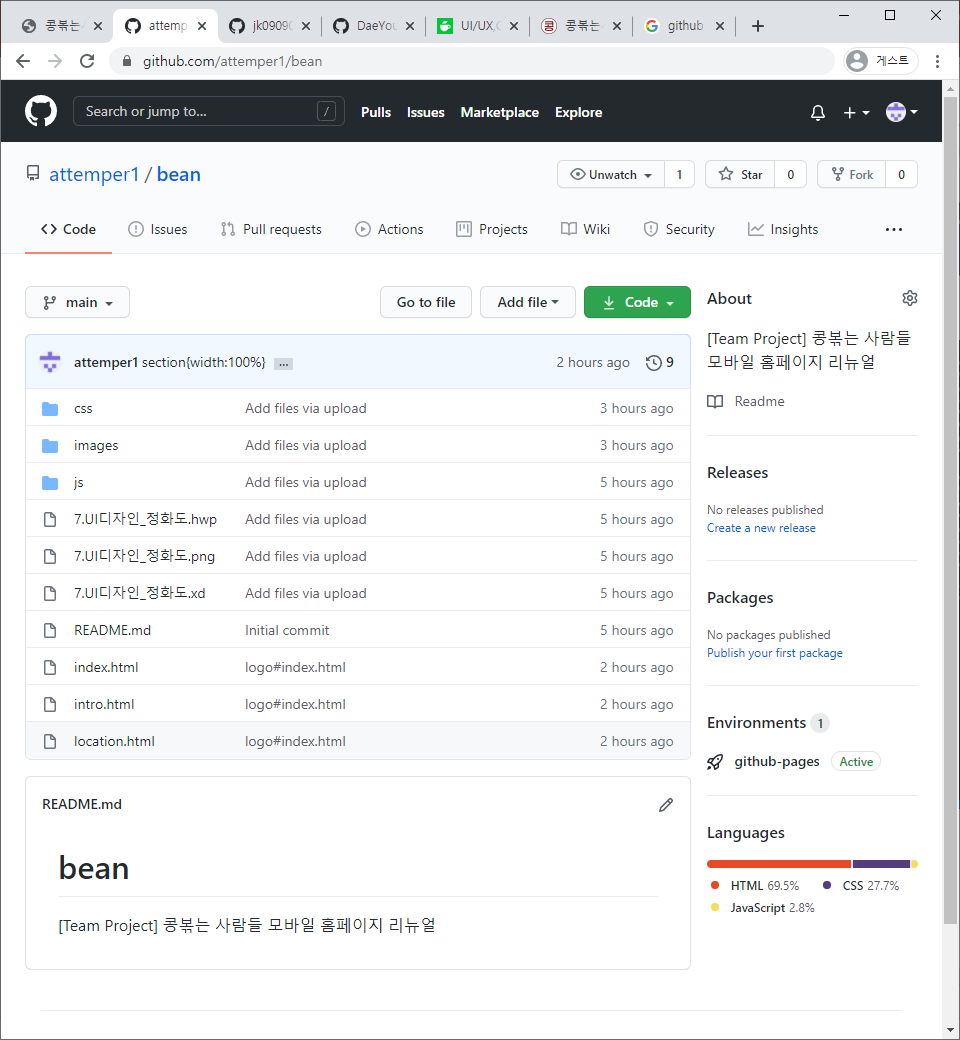 콩볶는
attemp
jk0909
DaeYou
UI/UX,C
콩볶는
github
github.com/attemper1/bean
게스트
Search or jump to... /
Pulls Issues Marketplace Explore
attemper1 / bean
Unwatch 1 Star 0 Fork 0
Code Issues Pull requests Actions Projects Wiki Security Insights
main Go to file Add file Code
attemper1 section{width:100%} ... 2 hours ago 9
css Add files via upload 3 hours ago
images Add files via upload 3 hours ago
js Add files via upload 5 hours ago
7.UI디자인_정화도.hwp Add files via upload 5 hours ago
7.UI디자인_정화도.png Add files via upload 5 hours ago
7.UI디자인_정화도.xd Add files via upload 5 hours ago
README.md Initial commit 5 hours ago
index.html logo#index.html 2 hours ago
intro.html logo#index.html 2 hours ago
location.html logo#index.html 2 hours ago
README.md
bean
[Team Project] 콩볶는 사람들 모바일 홈페이지 리뉴얼
About
[Team Project] 콩볶는 사람들
모바일 홈페이지 리뉴얼
Readme
Releases
No releases published
Create a new release
Packages
No packages published
Publish your first package
Environments 1
github-pages Active
Languages
HTML 69.5% CSS 27.7%
JavaScript 2.8%